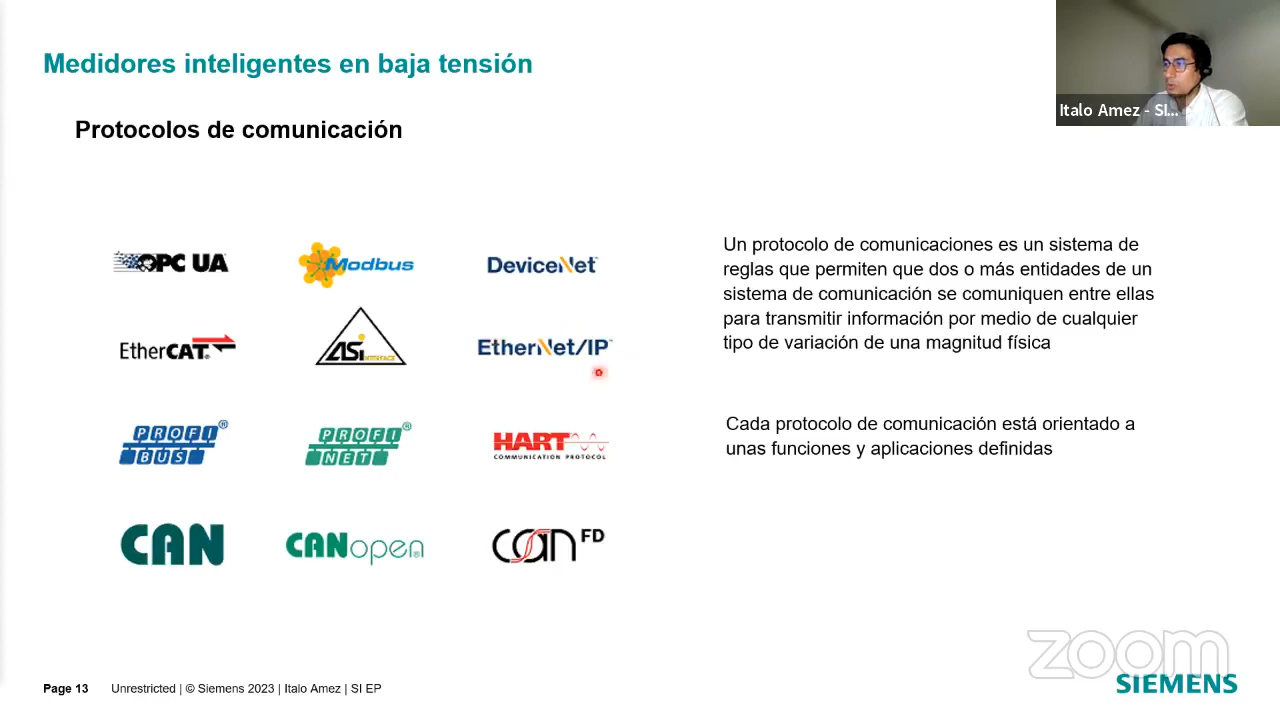 Medidores inteligentes en baja tensión
Italo Amez - SI...
Protocolos de comunicación
OPC UA
Modbus
DeviceNet
EtherCAT®
ASi INTERFACE
EtherNet/IP
PROFI BUS®
PROFI NET®
HART
COMMUNICATION PROTOCOL
CAN
CANopen®
CAN FD
Un protocolo de comunicaciones es un sistema de
reglas que permiten que dos o más entidades de un
sistema de comunicación se comuniquen entre ellas
para transmitir información por medio de cualquier
tipo de variación de una magnitud física
Cada protocolo de comunicación está orientado a
unas funciones y aplicaciones definidas
zoom
SIEMENS
Page 13 Unrestricted | © Siemens 2023 | Italo Amez | SI EP